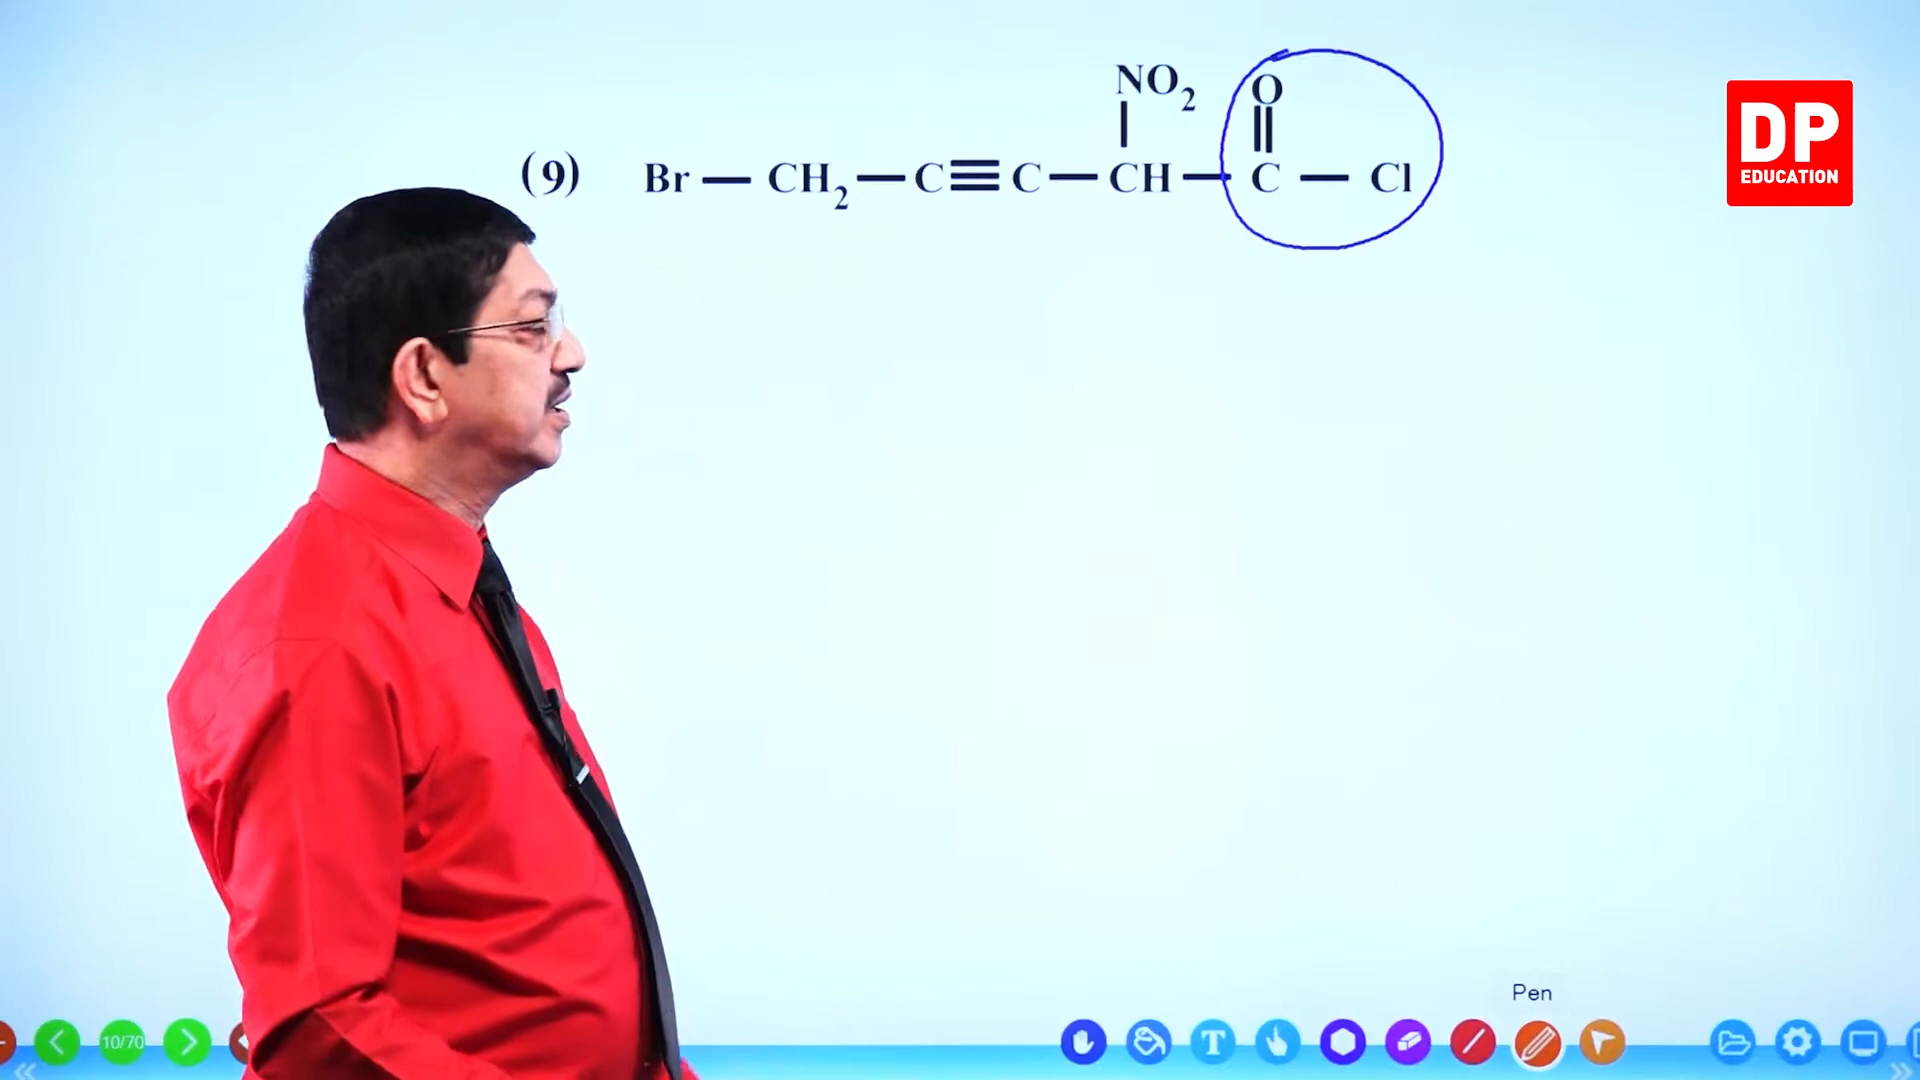 NO2
O
(9) Br — CH2 — C≡C — CH — C — Cl
DP
EDUCATION
Pen
10/70
T